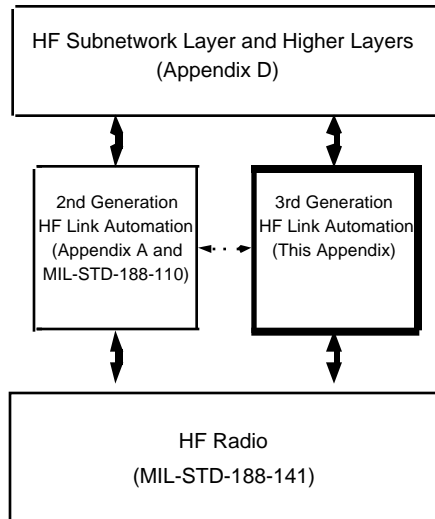 HF Subnetwork Layer and Higher Layers
(Appendix D)
2nd Generation
HF Link Automation
(Appendix A and
MIL-STD-188-110)
3rd Generation
HF Link Automation
(This Appendix)
HF Radio
(MIL-STD-188-141)